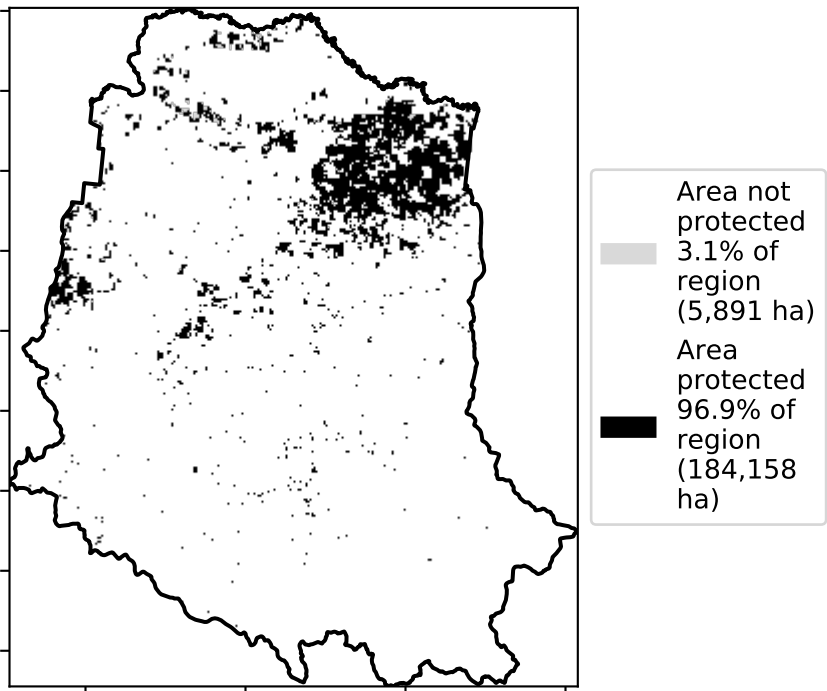 Area not
protected
3.1% of
region
(5,891 ha)
Area
protected
96.9% of
region
(184,158
ha)